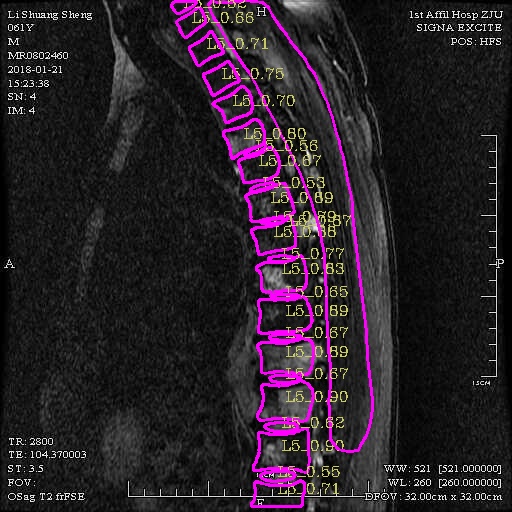 Li Shuang Sheng
061Y
M
MR0802460
2018-01-21
15:23:38
SN: 4
IM: 4
H
1st Affil Hosp ZJU
SIGNA EXCITE
POS: HFS
L5_0.66
L5_0.71
L5_0.75
L5_0.70
L5_0.80
L5_0.56
L5_0.67
L5_0.53
L5_0.89
L5_0.77
L5_0.83
L5_0.65
L5_0.89
L5_0.67
L5_0.89
L5_0.67
L5_0.90
L5_0.62
L5_0.90
L5_0.55
L5_0.71
A
P
15CM
F
TR: 2800
TE: 104.370003
ST: 3.5
FOV:
OSag T2 frFSE
WW: 521 [521.000000]
WL: 260 [260.000000]
DFOV: 32.00cm x 32.00cm